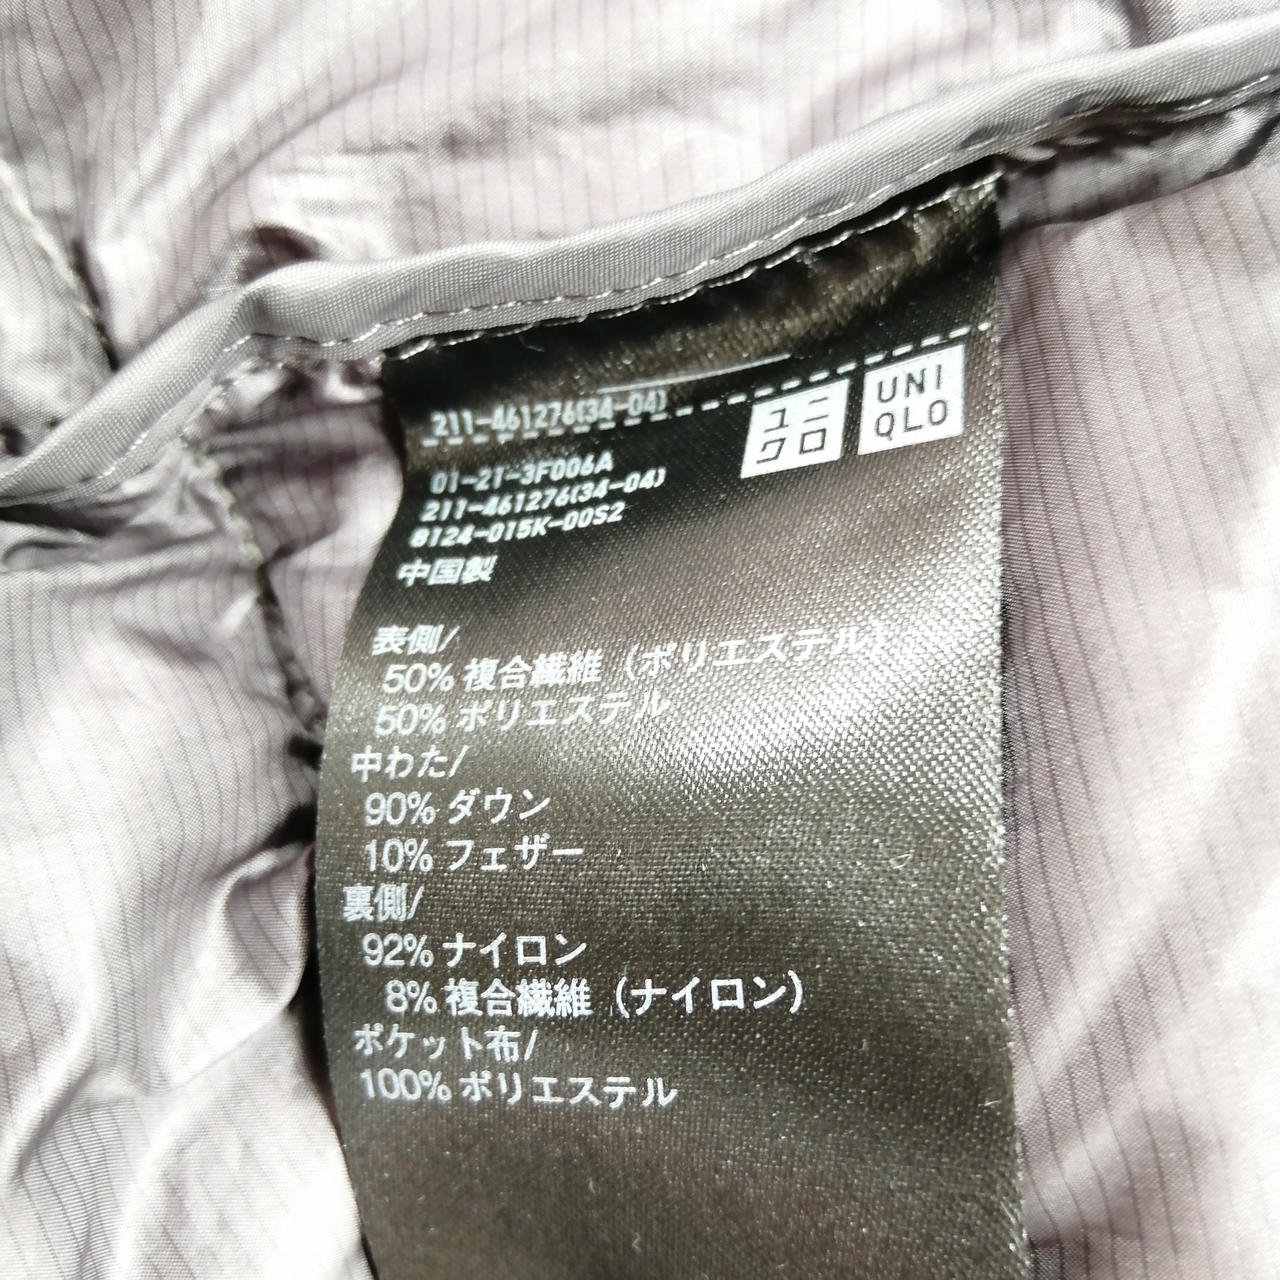 211-461276(34-04)
ユニ
クロ
UNI
QLO
01-21-3F006A
211-461276(34-04)
8124-015K-00S2
中国製
表側/
50% 複合繊維（ポリエステル）
50% ポリエステル
中わた/
90% ダウン
10% フェザー
裏側/
92% ナイロン
8% 複合繊維（ナイロン）
ポケット布/
100% ポリエステル